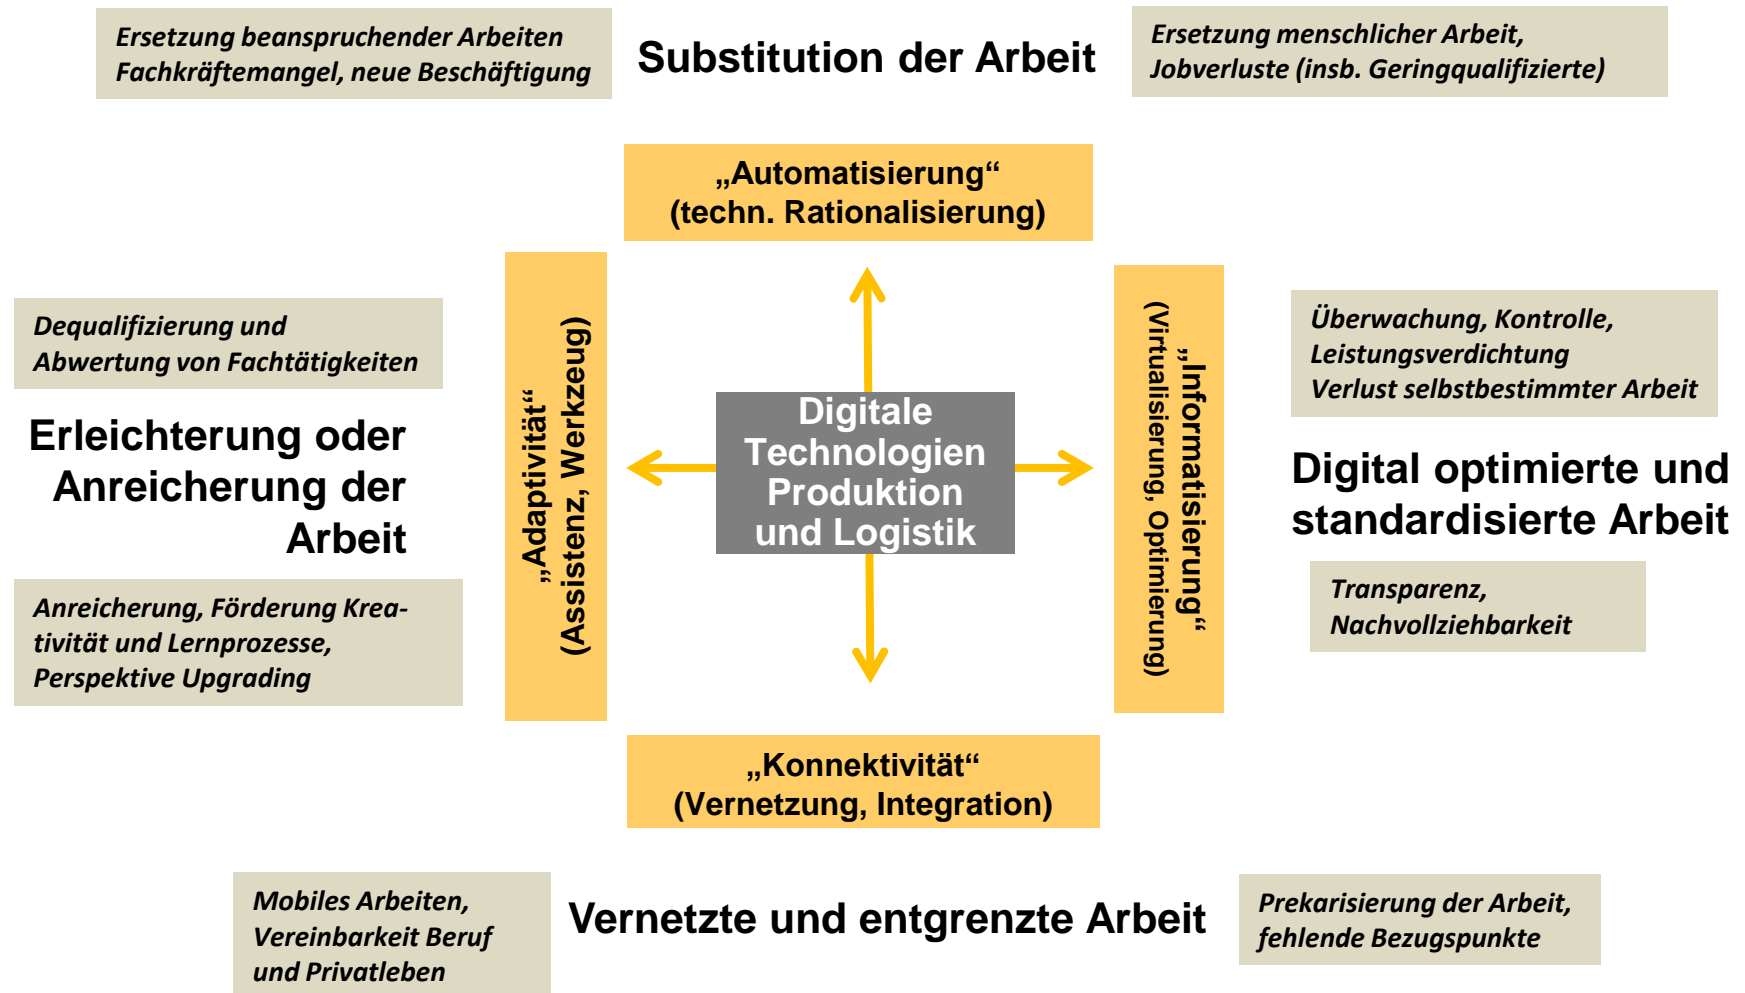 Ersetzung beanspruchender Arbeiten
Fachkräftemangel, neue Beschäftigung
Substitution der Arbeit
Ersetzung menschlicher Arbeit,
Jobverluste (insb. Geringqualifizierte)
„Automatisierung“
(techn. Rationalisierung)
Dequalifizierung und
Abwertung von Fachtätigkeiten
Erleichterung oder
Anreicherung der
Arbeit
Anreicherung, Förderung Krea-
tivität und Lernprozesse,
Perspektive Upgrading
„Adaptivität“
(Assistenz, Werkzeug)
Digitale
Technologien
Produktion
und Logistik
„Informatisierung“
(Virtualisierung, Optimierung)
Überwachung, Kontrolle,
Leistungsverdichtung
Verlust selbstbestimmter Arbeit
Digital optimierte und
standardisierte Arbeit
Transparenz,
Nachvollziehbarkeit
„Konnektivität“
(Vernetzung, Integration)
Mobiles Arbeiten,
Vereinbarkeit Beruf
und Privatleben
Vernetzte und entgrenzte Arbeit
Prekarisierung der Arbeit,
fehlende Bezugspunkte